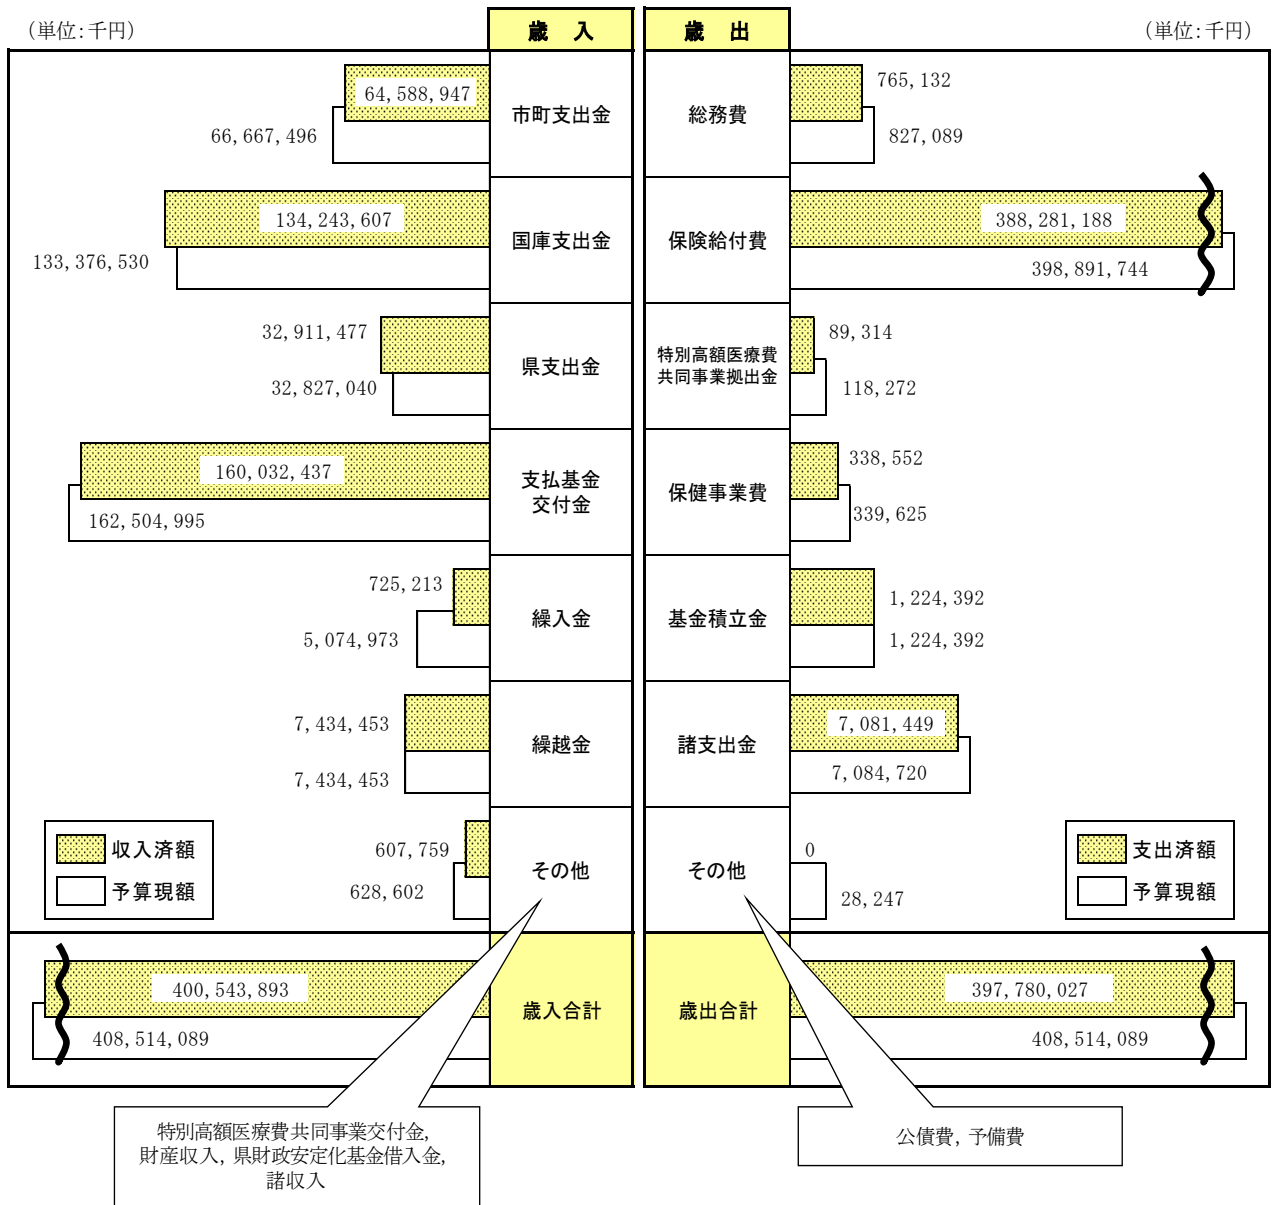 （単位：千円）
歳　入
歳　出
（単位：千円）
64,588,947
66,667,496
市町支出金
総務費
765,132
827,089
134,243,607
133,376,530
国庫支出金
保険給付費
388,281,188
398,891,744
32,911,477
32,827,040
県支出金
特別高額医療費
共同事業拠出金
89,314
118,272
160,032,437
162,504,995
支払基金
交付金
保健事業費
338,552
339,625
725,213
5,074,973
繰入金
基金積立金
1,224,392
1,224,392
7,434,453
7,434,453
繰越金
諸支出金
7,081,449
7,084,720
収入済額
予算現額
607,759
628,602
その他
その他
0
28,247
支出済額
予算現額
400,543,893
408,514,089
歳入合計
歳出合計
397,780,027
408,514,089
特別高額医療費共同事業交付金，
財産収入，県財政安定化基金借入金，
諸収入
公債費，予備費